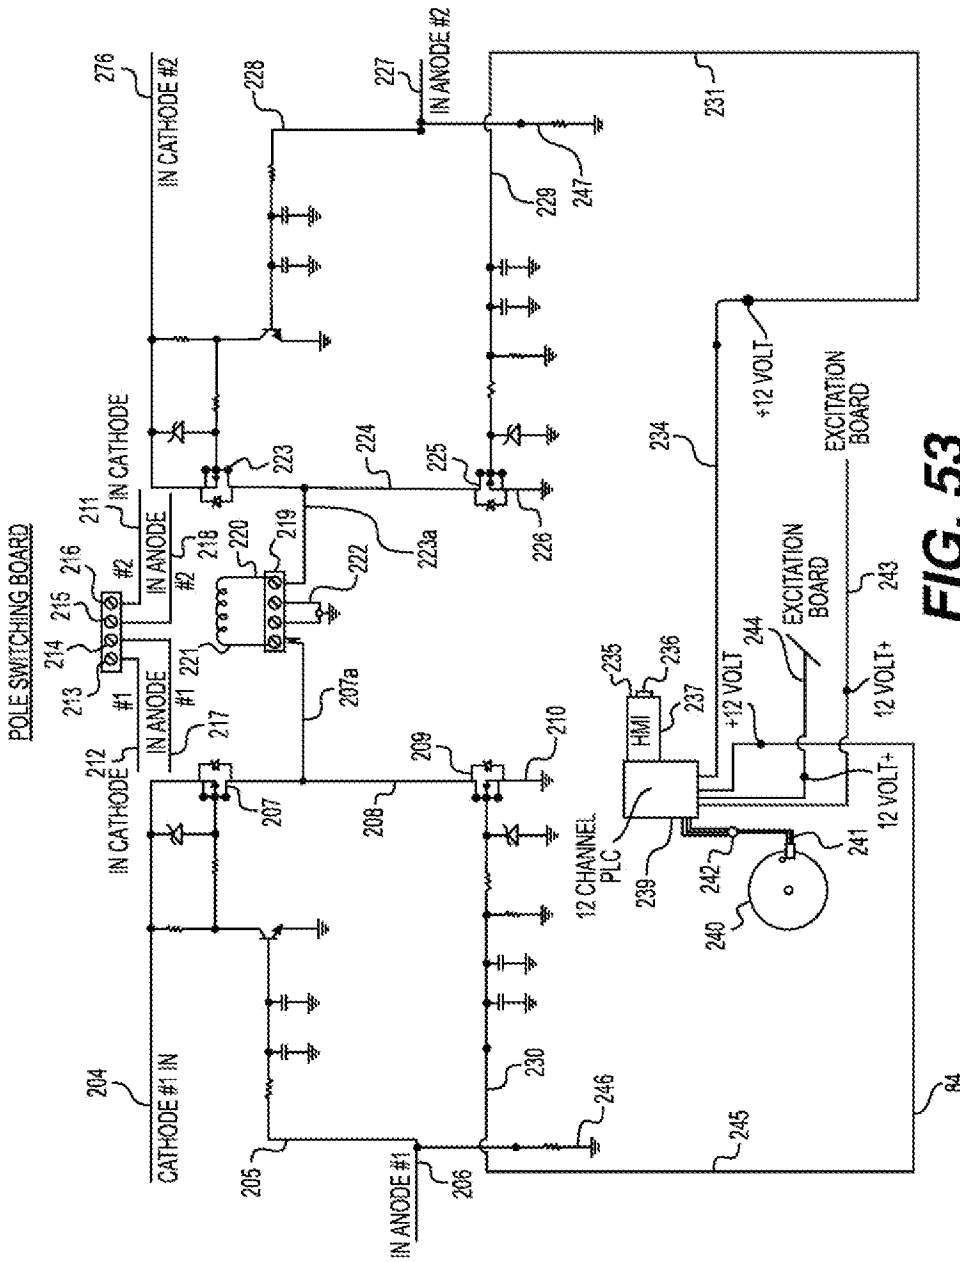 POLE SWITCHING BOARD
276
IN CATHODE #2
228
227
IN ANODE #2
231
229
247
211
IN CATHODE
#2
IN ANODE
#2
218
216
215
214
213
#1
212
IN CATHODE
IN ANODE
#1
217
223
224
225
226
220
219
221
222
223a
207a
207
208
209
210
204
CATHODE #1 IN
205
206
IN ANODE #1
230
246
245
84
234
+12 VOLT
EXCITATION
BOARD
243
EXCITATION
BOARD
244
235
236
237
HMI
+12 VOLT
12 VOLT+
12 VOLT+
12 CHANNEL
PLC
239
242
241
240
FIG. 53